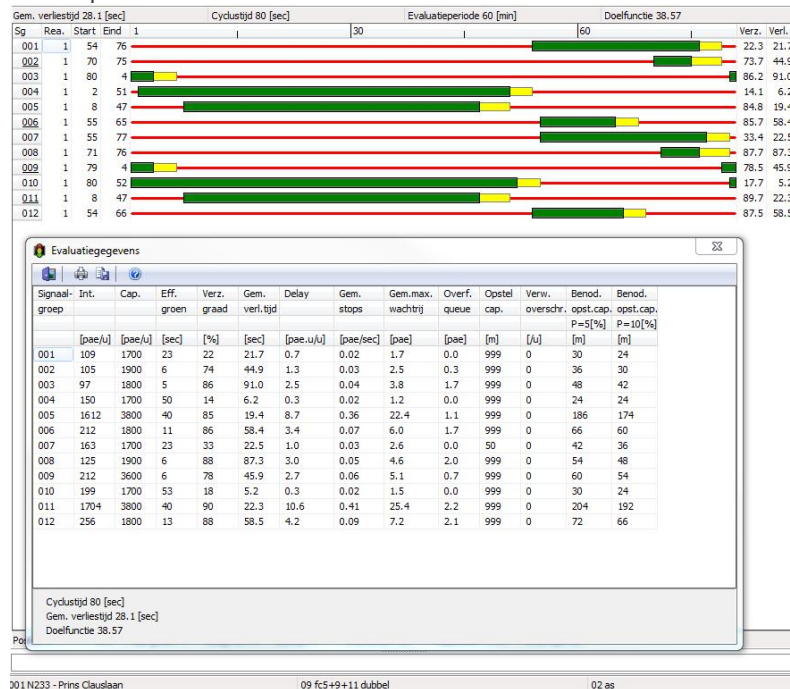 Gem. verliestijd 28.1 [sec] Cyclustijd 80 [sec] Evaluatieperiode 60 [min] Doelfunctie 38.57
Sg Rea. Start Eind 1 30 60 Verz. Verl.
001 1 54 76 22.3 21.7
002 1 70 75 73.7 44.9
003 1 80 4 86.2 91.0
004 1 2 51 14.1 6.2
005 1 8 47 84.8 19.4
006 1 55 65 85.7 58.4
007 1 55 77 33.4 22.5
008 1 71 76 87.7 87.3
009 1 79 4 78.5 45.9
010 1 80 52 17.7 5.2
011 1 8 47 89.7 22.3
012 1 54 66 87.5 58.5
Evaluatiegegevens
Signaal- Int. Cap. Eff. Verz. Gem. Delay Gem. Gem.max. Overf. Opstel Verw. Benod. Benod.
groep groen graad verl.tijd stops wachtrij queue cap. overschr. opst.cap. opst.cap.
P=5[%] P=10[%]
[pae/u] [pae/u] [sec] [%] [sec] [pae.u/u] [pae/sec] [pae] [pae] [m] [/u] [m] [m]
001 109 1700 23 22 21.7 0.7 0.02 1.7 0.0 999 0 30 24
002 105 1900 6 74 44.9 1.3 0.03 2.5 0.3 999 0 36 30
003 97 1800 5 86 91.0 2.5 0.04 3.8 1.7 999 0 48 42
004 150 1700 50 14 6.2 0.3 0.02 1.2 0.0 999 0 24 24
005 1612 3800 40 85 19.4 8.7 0.36 22.4 1.1 999 0 186 174
006 212 1800 11 86 58.4 3.4 0.07 6.0 1.7 999 0 66 60
007 163 1700 23 33 22.5 1.0 0.03 2.6 0.0 50 0 42 36
008 125 1900 6 88 87.3 3.0 0.05 4.6 2.0 999 0 54 48
009 212 3600 6 78 45.9 2.7 0.06 5.1 0.7 999 0 60 54
010 199 1700 53 18 5.2 0.3 0.02 1.5 0.0 999 0 30 24
011 1704 3800 40 90 22.3 10.6 0.41 25.4 2.2 999 0 204 192
012 256 1800 13 88 58.5 4.2 0.09 7.2 2.1 999 0 72 66
Cyclustijd 80 [sec]
Gem. verliestijd 28.1 [sec]
Doelfunctie 38.57
001 N233 - Prins Clauslaan 09 fc5+9+11 dubbel 02 as